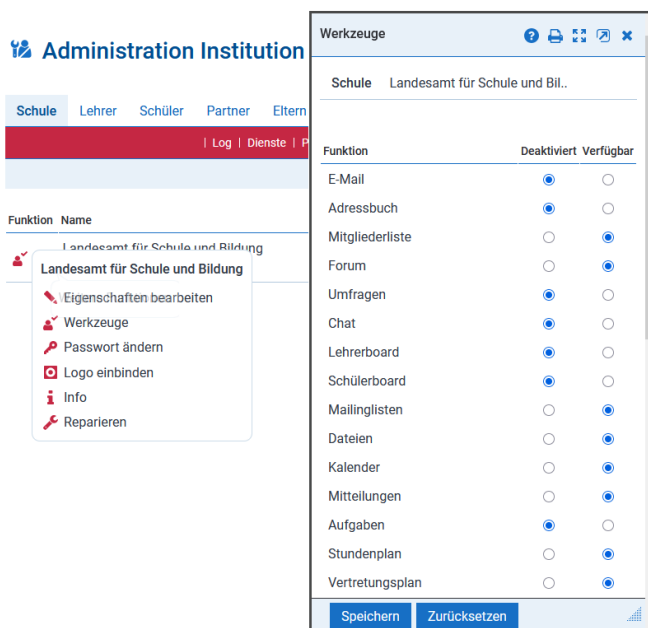 Administration Institution
Schule Lehrer Schüler Partner Eltern
| Log | Dienste | P
Funktion Name
Landesamt für Schule und Bildung
Landesamt für Schule und Bildung
Eigenschaften bearbeiten
Werkzeuge
Passwort ändern
Logo einbinden
Info
Reparieren
Werkzeuge
Schule Landesamt für Schule und Bil..
Funktion Deaktiviert Verfügbar
E-Mail
Adressbuch
Mitgliederliste
Forum
Umfragen
Chat
Lehrerboard
Schülerboard
Mailinglisten
Dateien
Kalender
Mitteilungen
Aufgaben
Stundenplan
Vertretungsplan
Speichern Zurücksetzen